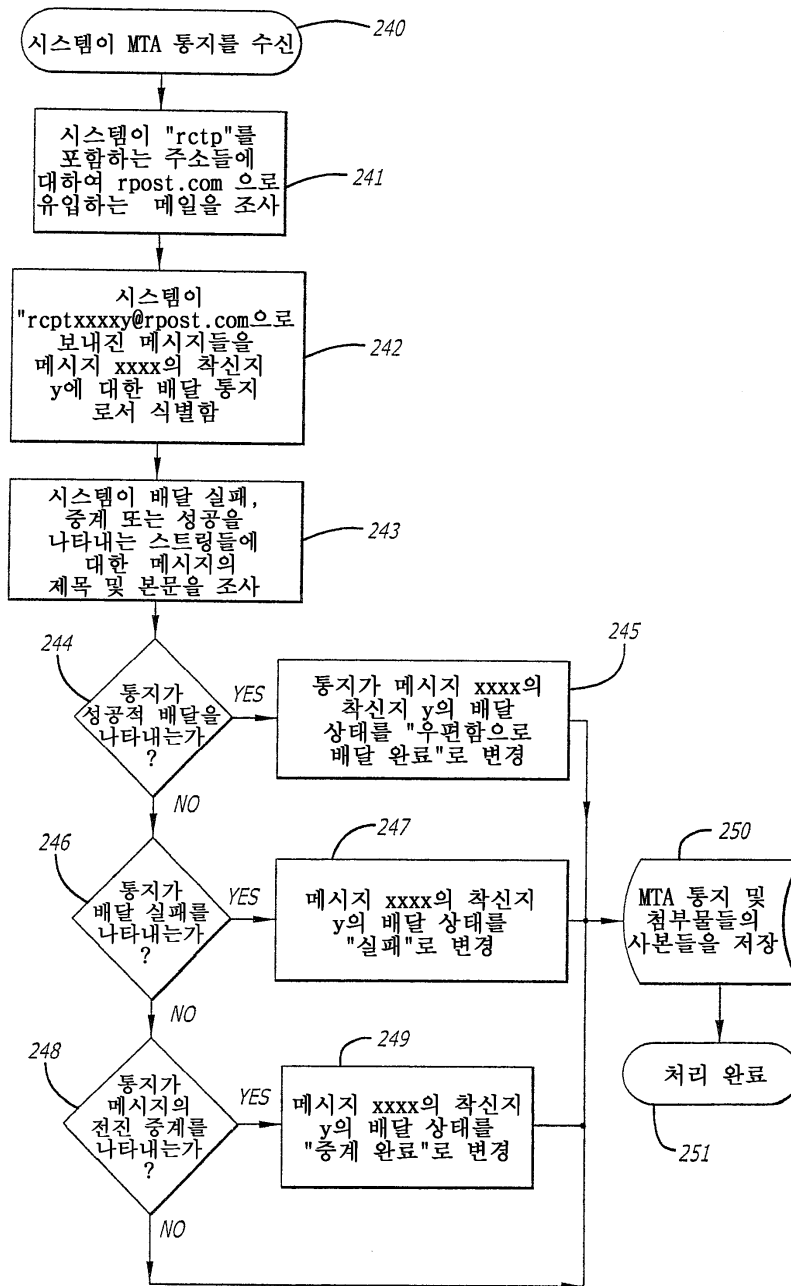 시스템이 MTA 통지를 수신
240
시스템이 "rctp"를
포함하는 주소들에
대하여 rpost.com 으로
유입하는 메일을 조사
241
시스템이
"rcptxxxxy@rpost.com으로
보내진 메시지들을
메시지 xxxx의 착신지
y에 대한 배달 통지
로서 식별함
242
시스템이 배달 실패,
중계 또는 성공을
나타내는 스트링들에
대한 메시지의
제목 및 본문을 조사
243
244
통지가
성공적 배달을
나타내는가
?
YES
NO
245
통지가 메시지 xxxx의
착신지 y의 배달
상태를 "우편함으로
배달 완료"로 변경
246
통지가
배달 실패를
나타내는가
?
YES
NO
247
메시지 xxxx의 착신지
y의 배달 상태를
"실패"로 변경
248
통지가
메시지의
전진 중계를
나타내는가
?
YES
NO
249
메시지 xxxx의 착신지
y의 배달 상태를
"중계 완료"로 변경
250
MTA 통지 및
첨부물들의
사본들을 저장
처리 완료
251